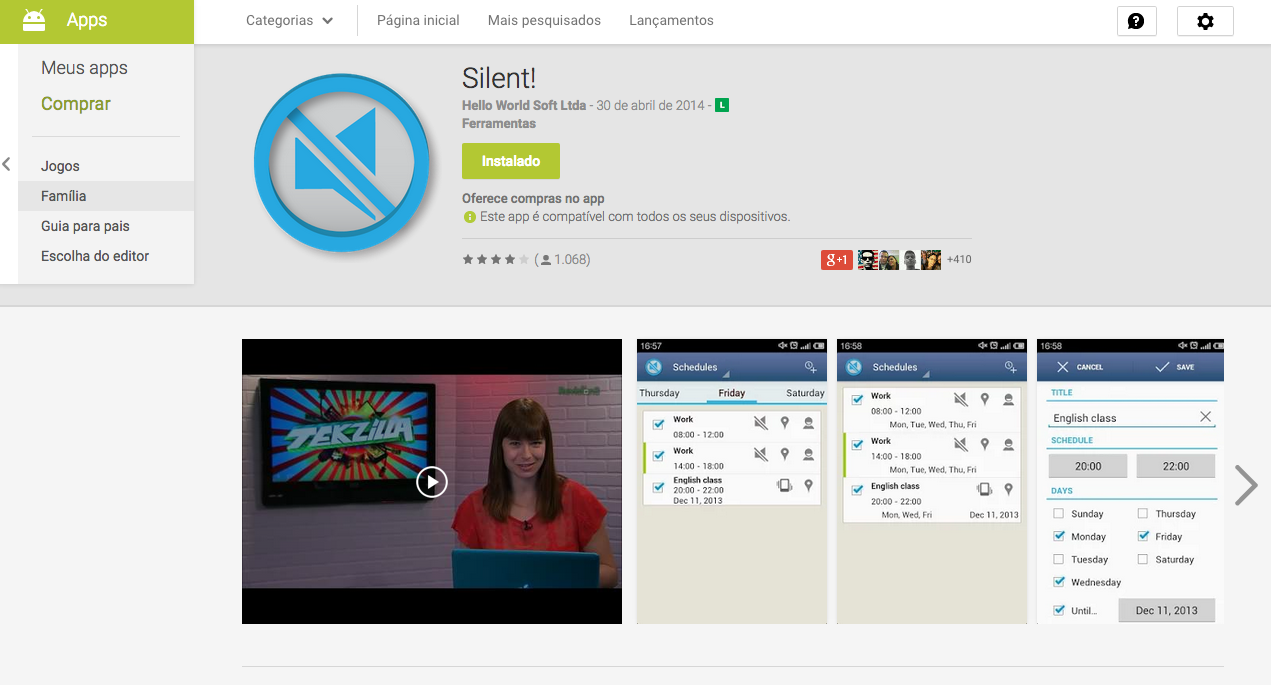 Apps
Categorias
Página inicial
Mais pesquisados
Lançamentos
Meus apps
Comprar
Jogos
Família
Guia para pais
Escolha do editor
Silent!
Hello World Soft Ltda - 30 de abril de 2014 - L
Ferramentas
Instalado
Oferece compras no app
Este app é compatível com todos os seus dispositivos.
(1.068)
g+1
+410
TEKZILLA
16:57
Schedules
Thursday Friday Saturday
Work
08:00 - 12:00
Work
14:00 - 18:00
English class
20:00 - 22:00
Dec 11, 2013
16:58
Schedules
Work
08:00 - 12:00
Mon, Tue, Wed, Thu, Fri
Work
14:00 - 18:00
Mon, Tue, Wed, Thu, Fri
English class
20:00 - 22:00
Mon, Wed, Fri Dec 11, 2013
16:58
CANCEL SAVE
TITLE
English class
SCHEDULE
20:00 22:00
DAYS
Sunday Thursday
Monday Friday
Tuesday Saturday
Wednesday
Until... Dec 11, 2013